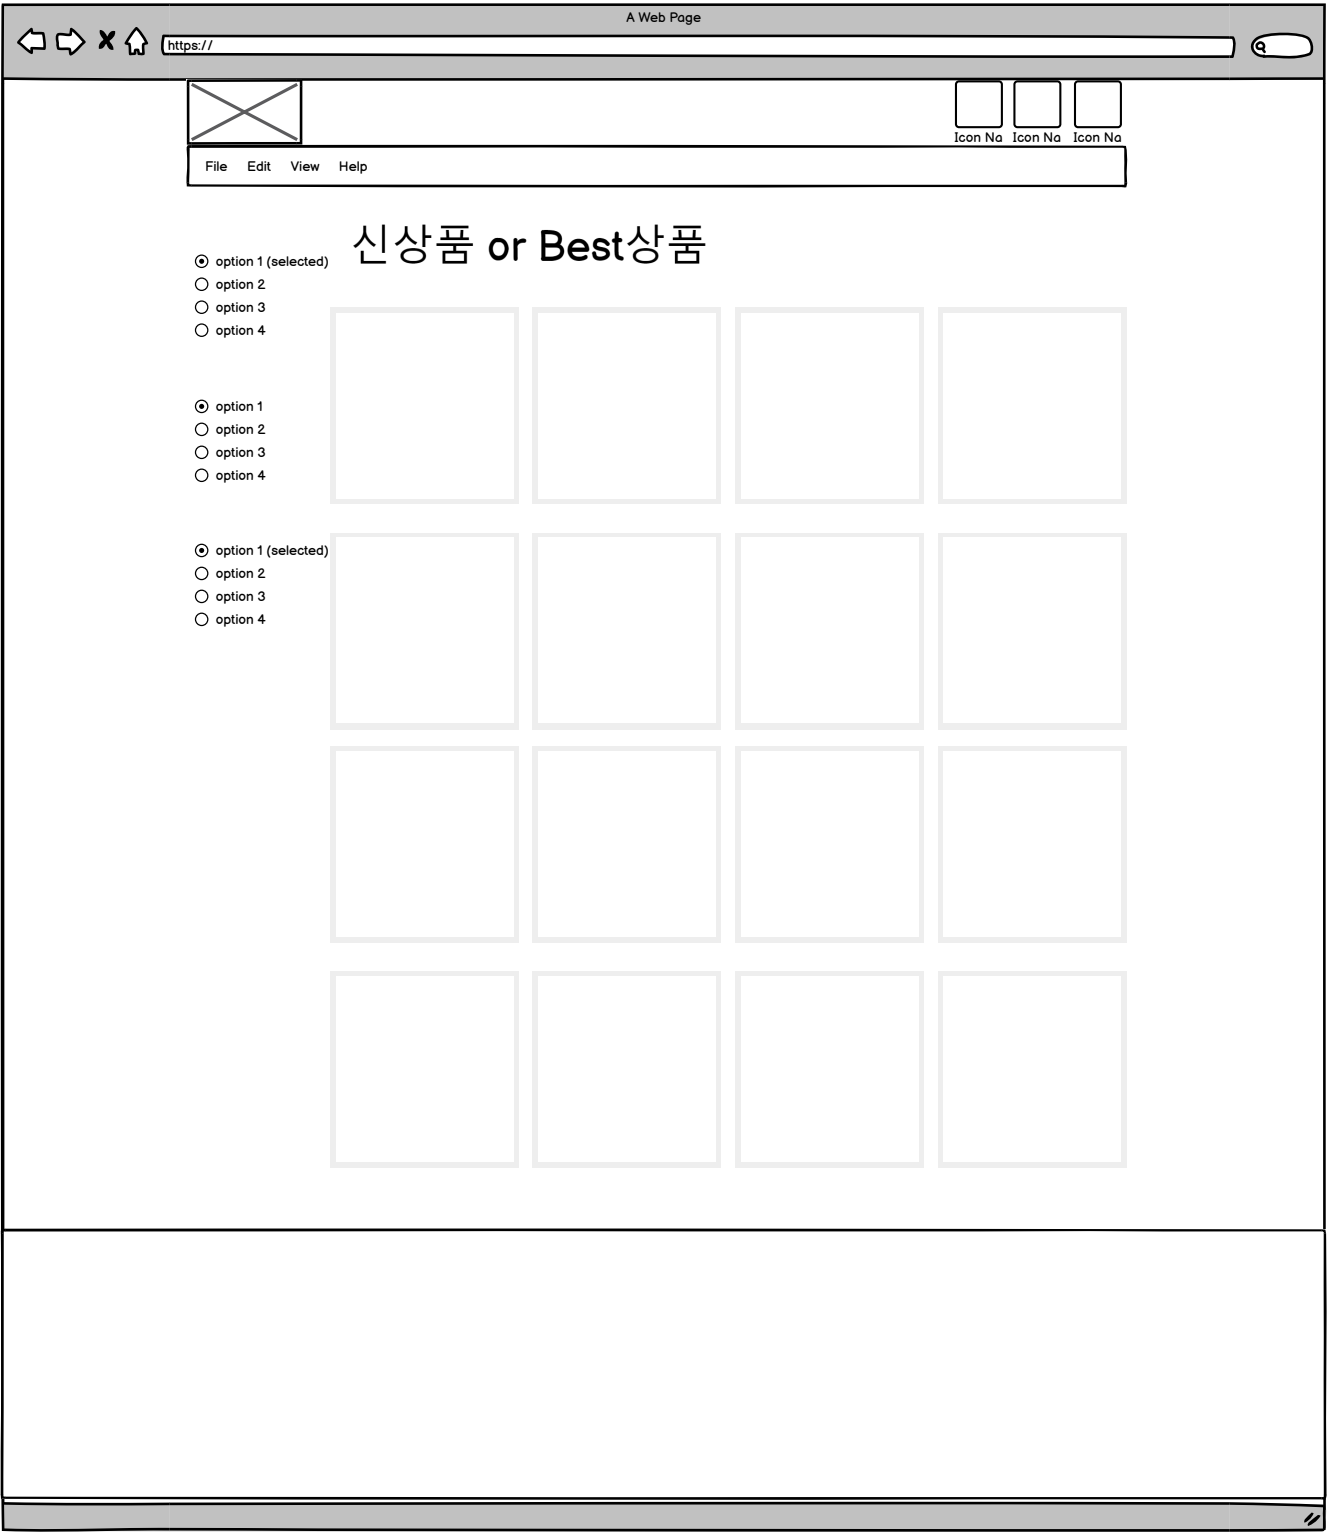 A Web Page
https://
Icon Na Icon Na Icon Na
File Edit View Help
신상품 or Best상품
option 1 (selected)
option 2
option 3
option 4
option 1
option 2
option 3
option 4
option 1 (selected)
option 2
option 3
option 4